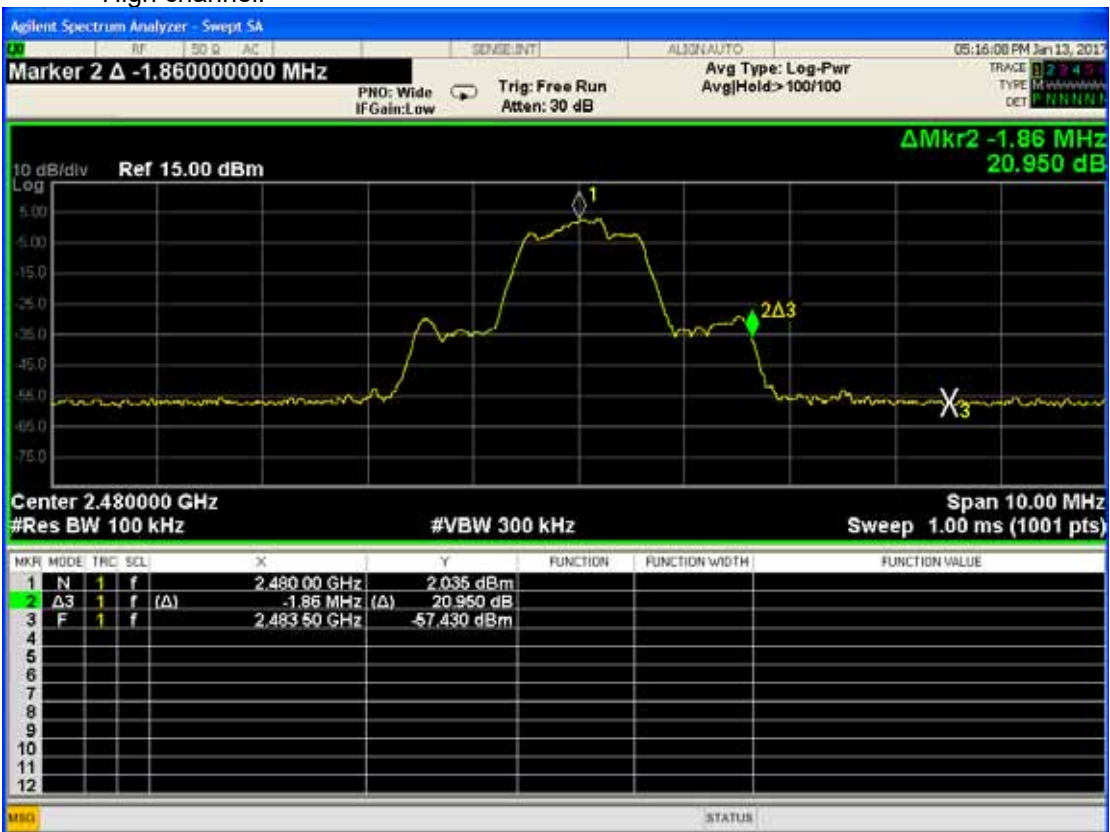 High channel:
Agilent Spectrum Analyzer - Swept SA
RF 50 Ω AC SENSE:INT ALIGNAUTO 05:16:08 PM Jan 13, 2017
Marker 2 Δ -1.860000000 MHz
PNO: Wide
IFGain:Low
Trig: Free Run
Atten: 30 dB
Avg Type: Log-Pwr
Avg|Hold:>100/100
TRACE 1 2 3 4 5
TYPE M
DET P N N N N
ΔMkr2 -1.86 MHz
20.950 dB
10 dB/div Ref 15.00 dBm
Log
5.00
-5.00
-15.0
-25.0
-35.0
-45.0
-55.0
-65.0
-75.0
1
2Δ3
3
Center 2.480000 GHz Span 10.00 MHz
#Res BW 100 kHz #VBW 300 kHz Sweep 1.00 ms (1001 pts)
MKR MODE TRC SCL X Y FUNCTION FUNCTION WIDTH FUNCTION VALUE
1 N 1 f 2.480 00 GHz 2.035 dBm
2 Δ3 1 f (Δ) -1.86 MHz (Δ) 20.950 dB
3 F 1 f 2.483 50 GHz -57.430 dBm
4
5
6
7
8
9
10
11
12
MSG STATUS